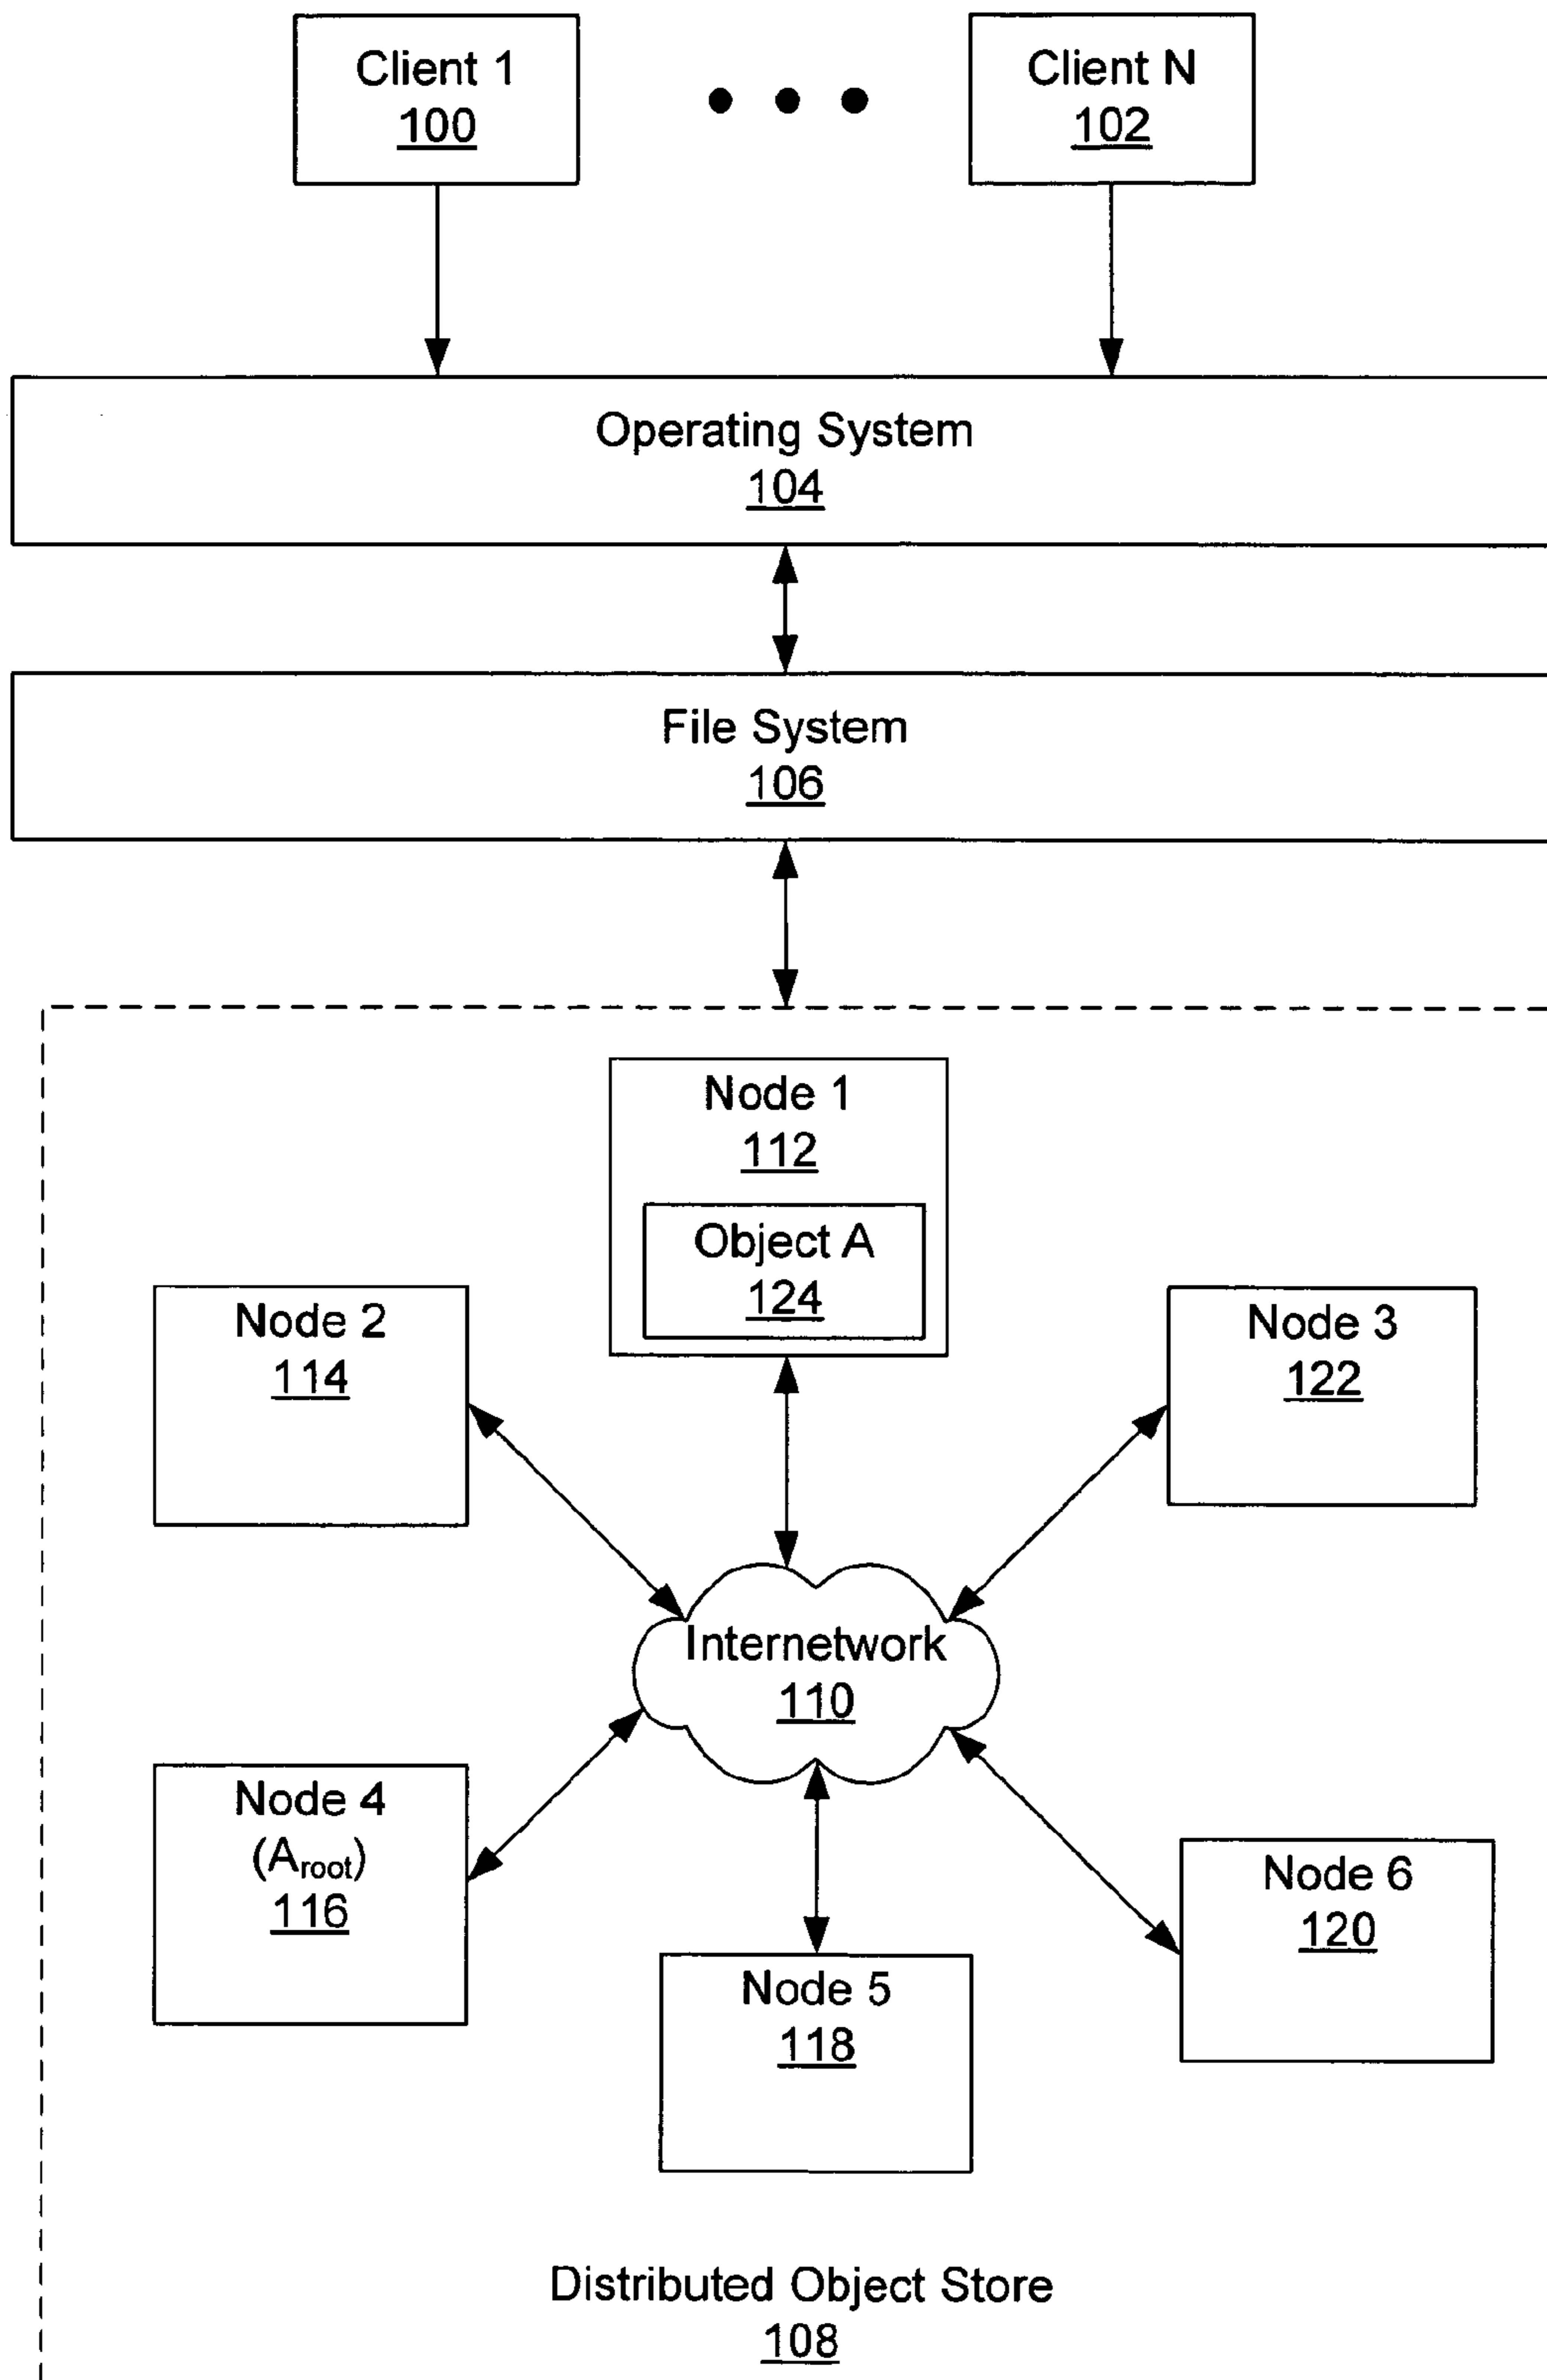 Client 1
100
Client N
102
Operating System
104
File System
106
Node 1
112
Object A
124
Node 2
114
Node 3
122
Internetwork
110
Node 4
(Aroot)
116
Node 6
120
Node 5
118
Distributed Object Store
108